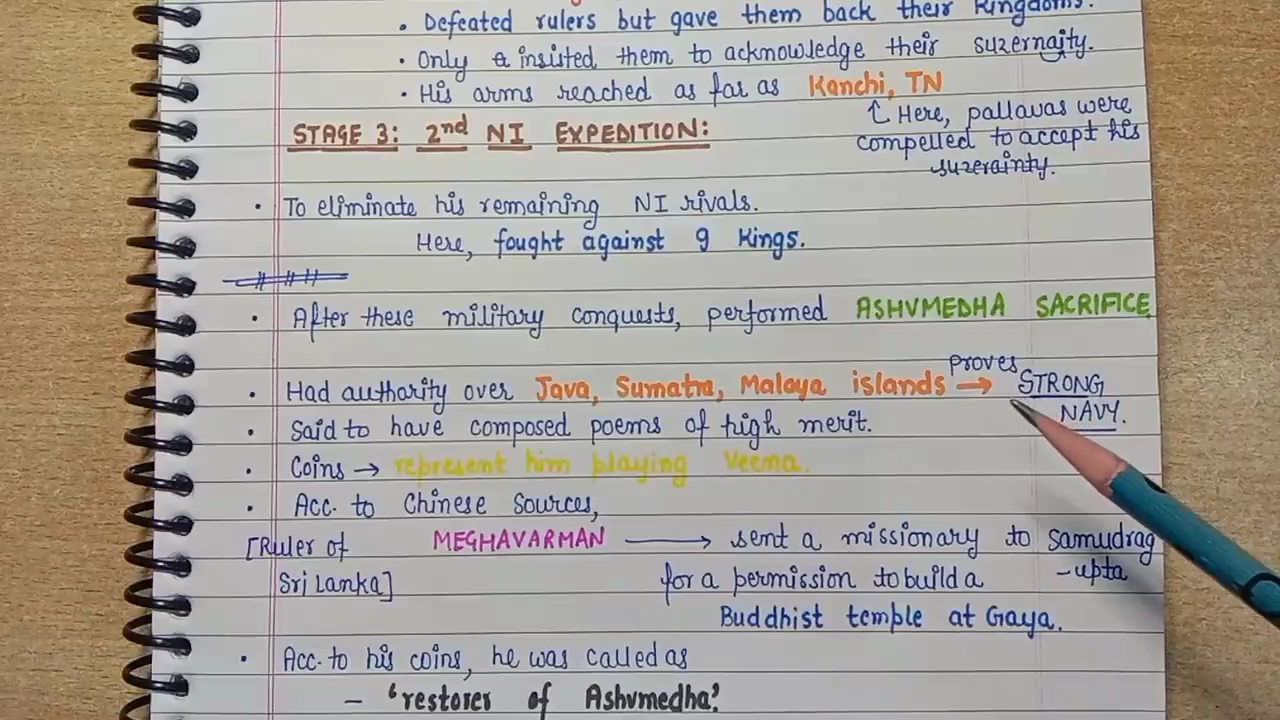 • Defeated rulers but gave them back their kingdoms.
• Only insisted them to acknowledge their suzernaity.
• His arms reached as far as Kanchi, TN
↑ Here, pallavas were compelled to accept his suzerainty.
STAGE 3: 2nd NI EXPEDITION:
• To eliminate his remaining NI rivals.
Here, fought against 9 Kings.
• After these military conquests, performed ASHVMEDHA SACRIFICE
• Had authority over Java, Sumatra, Malaya islands → proves STRONG NAVY.
• Said to have composed poems of high merit.
• Coins → represent him playing Veena.
• Acc. to Chinese Sources,
[Ruler of Sri Lanka] MEGHAVARMAN → sent a missionary to Samudrag-upta
for a permission to build a
Buddhist temple at Gaya.
• Acc. to his coins, he was called as
– 'restorer of Ashvmedha'.